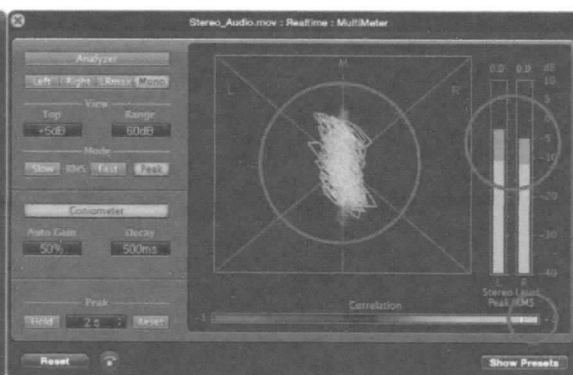 Stereo_Audio.mov : Realtime : MultiMeter
Analyzer
Left Right LRmax Mono
View
Top Range
+5dB 60dB
Mode
Slow RMS Fast Peak
Goniometer
Auto Gain Decay
50% 500ms
Peak
Hold 2s Reset
M
L R
0.0 0.0 dB
10
5
0
-5
-10
-20
-30
-40
L R
Stereo Level
Peak/RMS
Correlation
-1
Reset
Show Presets